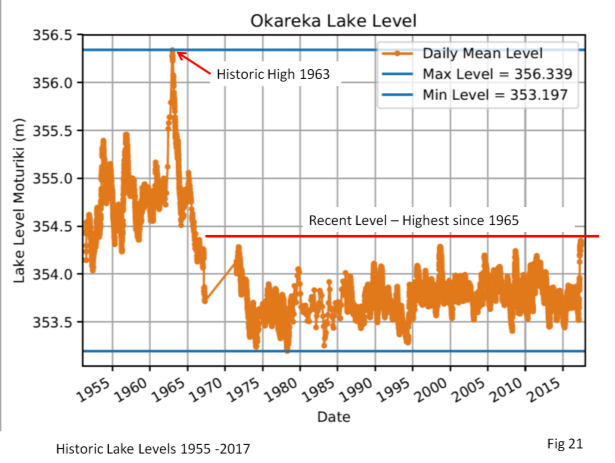 Okareka Lake Level
356.5
356.0
355.5
355.0
354.5
354.0
353.5
Lake Level Moturiki (m)
Historic High 1963
Daily Mean Level
Max Level = 356.339
Min Level = 353.197
Recent Level – Highest since 1965
1955
1960
1965
1970
1975
1980
1985
1990
1995
2000
2005
2010
2015
Date
Historic Lake Levels 1955 -2017
Fig 21